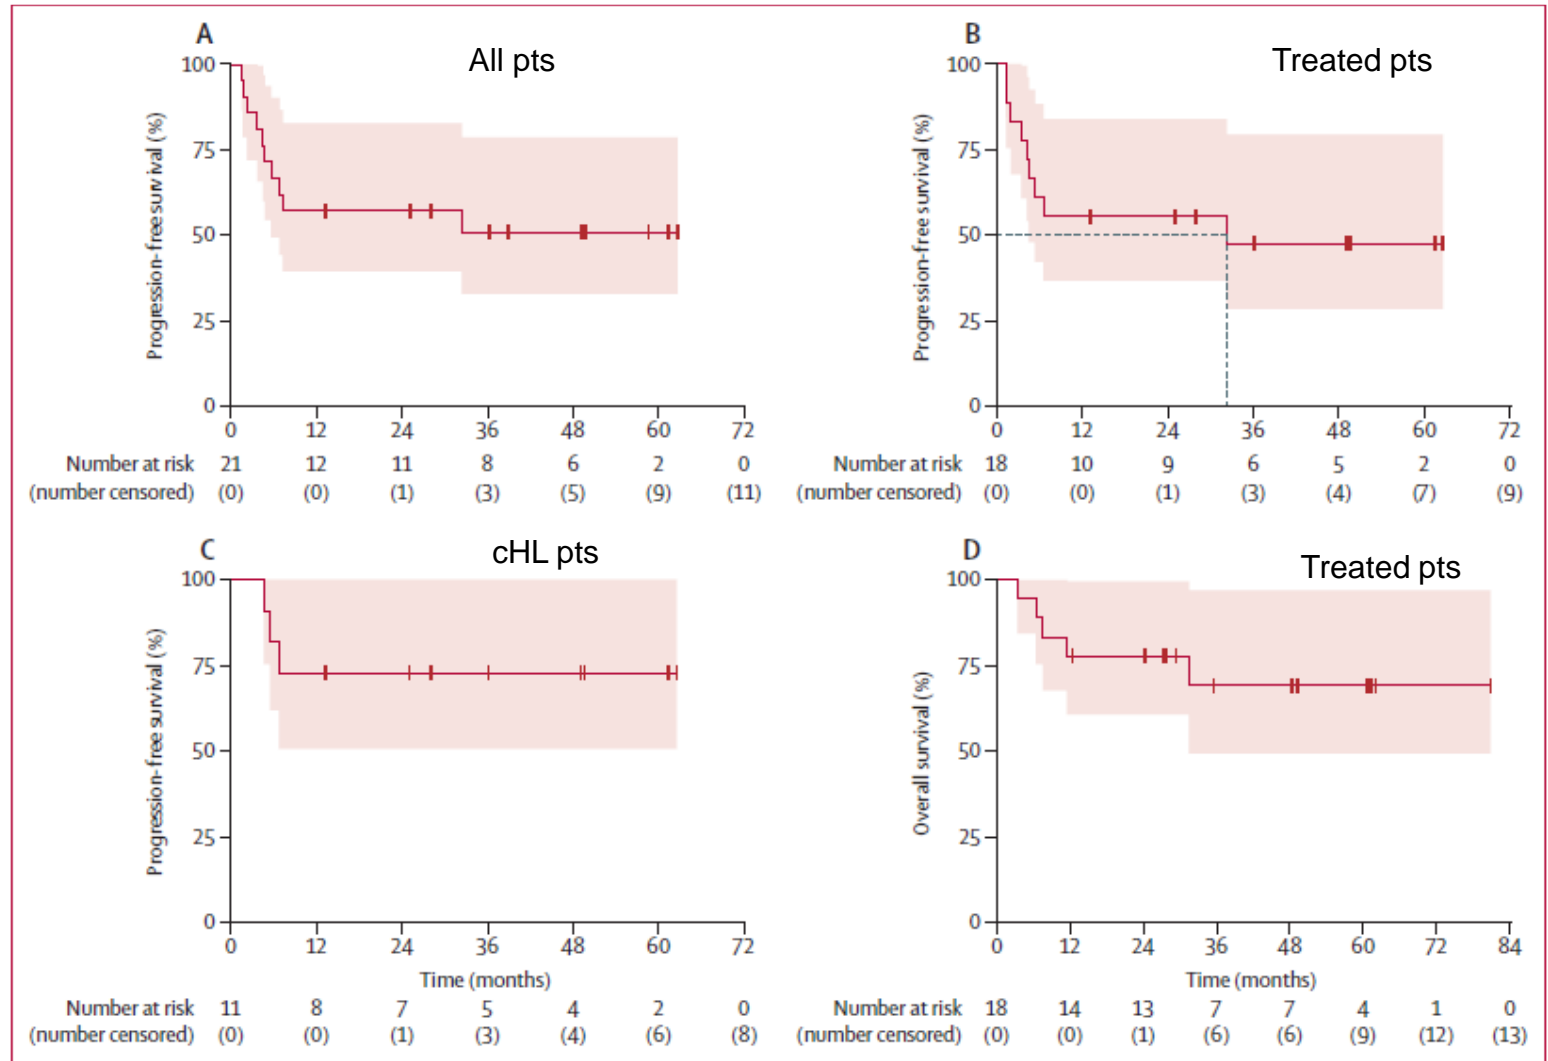 A
All pts
Progression-free survival (%)
100
75
50
25
0
0 12 24 36 48 60 72
Number at risk 21 12 11 8 6 2 0
(number censored) (0) (0) (1) (3) (5) (9) (11)
B
Treated pts
Progression-free survival (%)
100
75
50
25
0
0 12 24 36 48 60 72
Number at risk 18 10 9 6 5 2 0
(number censored) (0) (0) (1) (3) (4) (7) (9)
C
cHL pts
Progression-free survival (%)
100
75
50
25
0
0 12 24 36 48 60 72
Time (months)
Number at risk 11 8 7 5 4 2 0
(number censored) (0) (0) (1) (3) (4) (6) (8)
D
Treated pts
Overall survival (%)
100
75
50
25
0
0 12 24 36 48 60 72 84
Time (months)
Number at risk 18 14 13 7 7 4 1 0
(number censored) (0) (0) (1) (6) (6) (9) (12) (13)